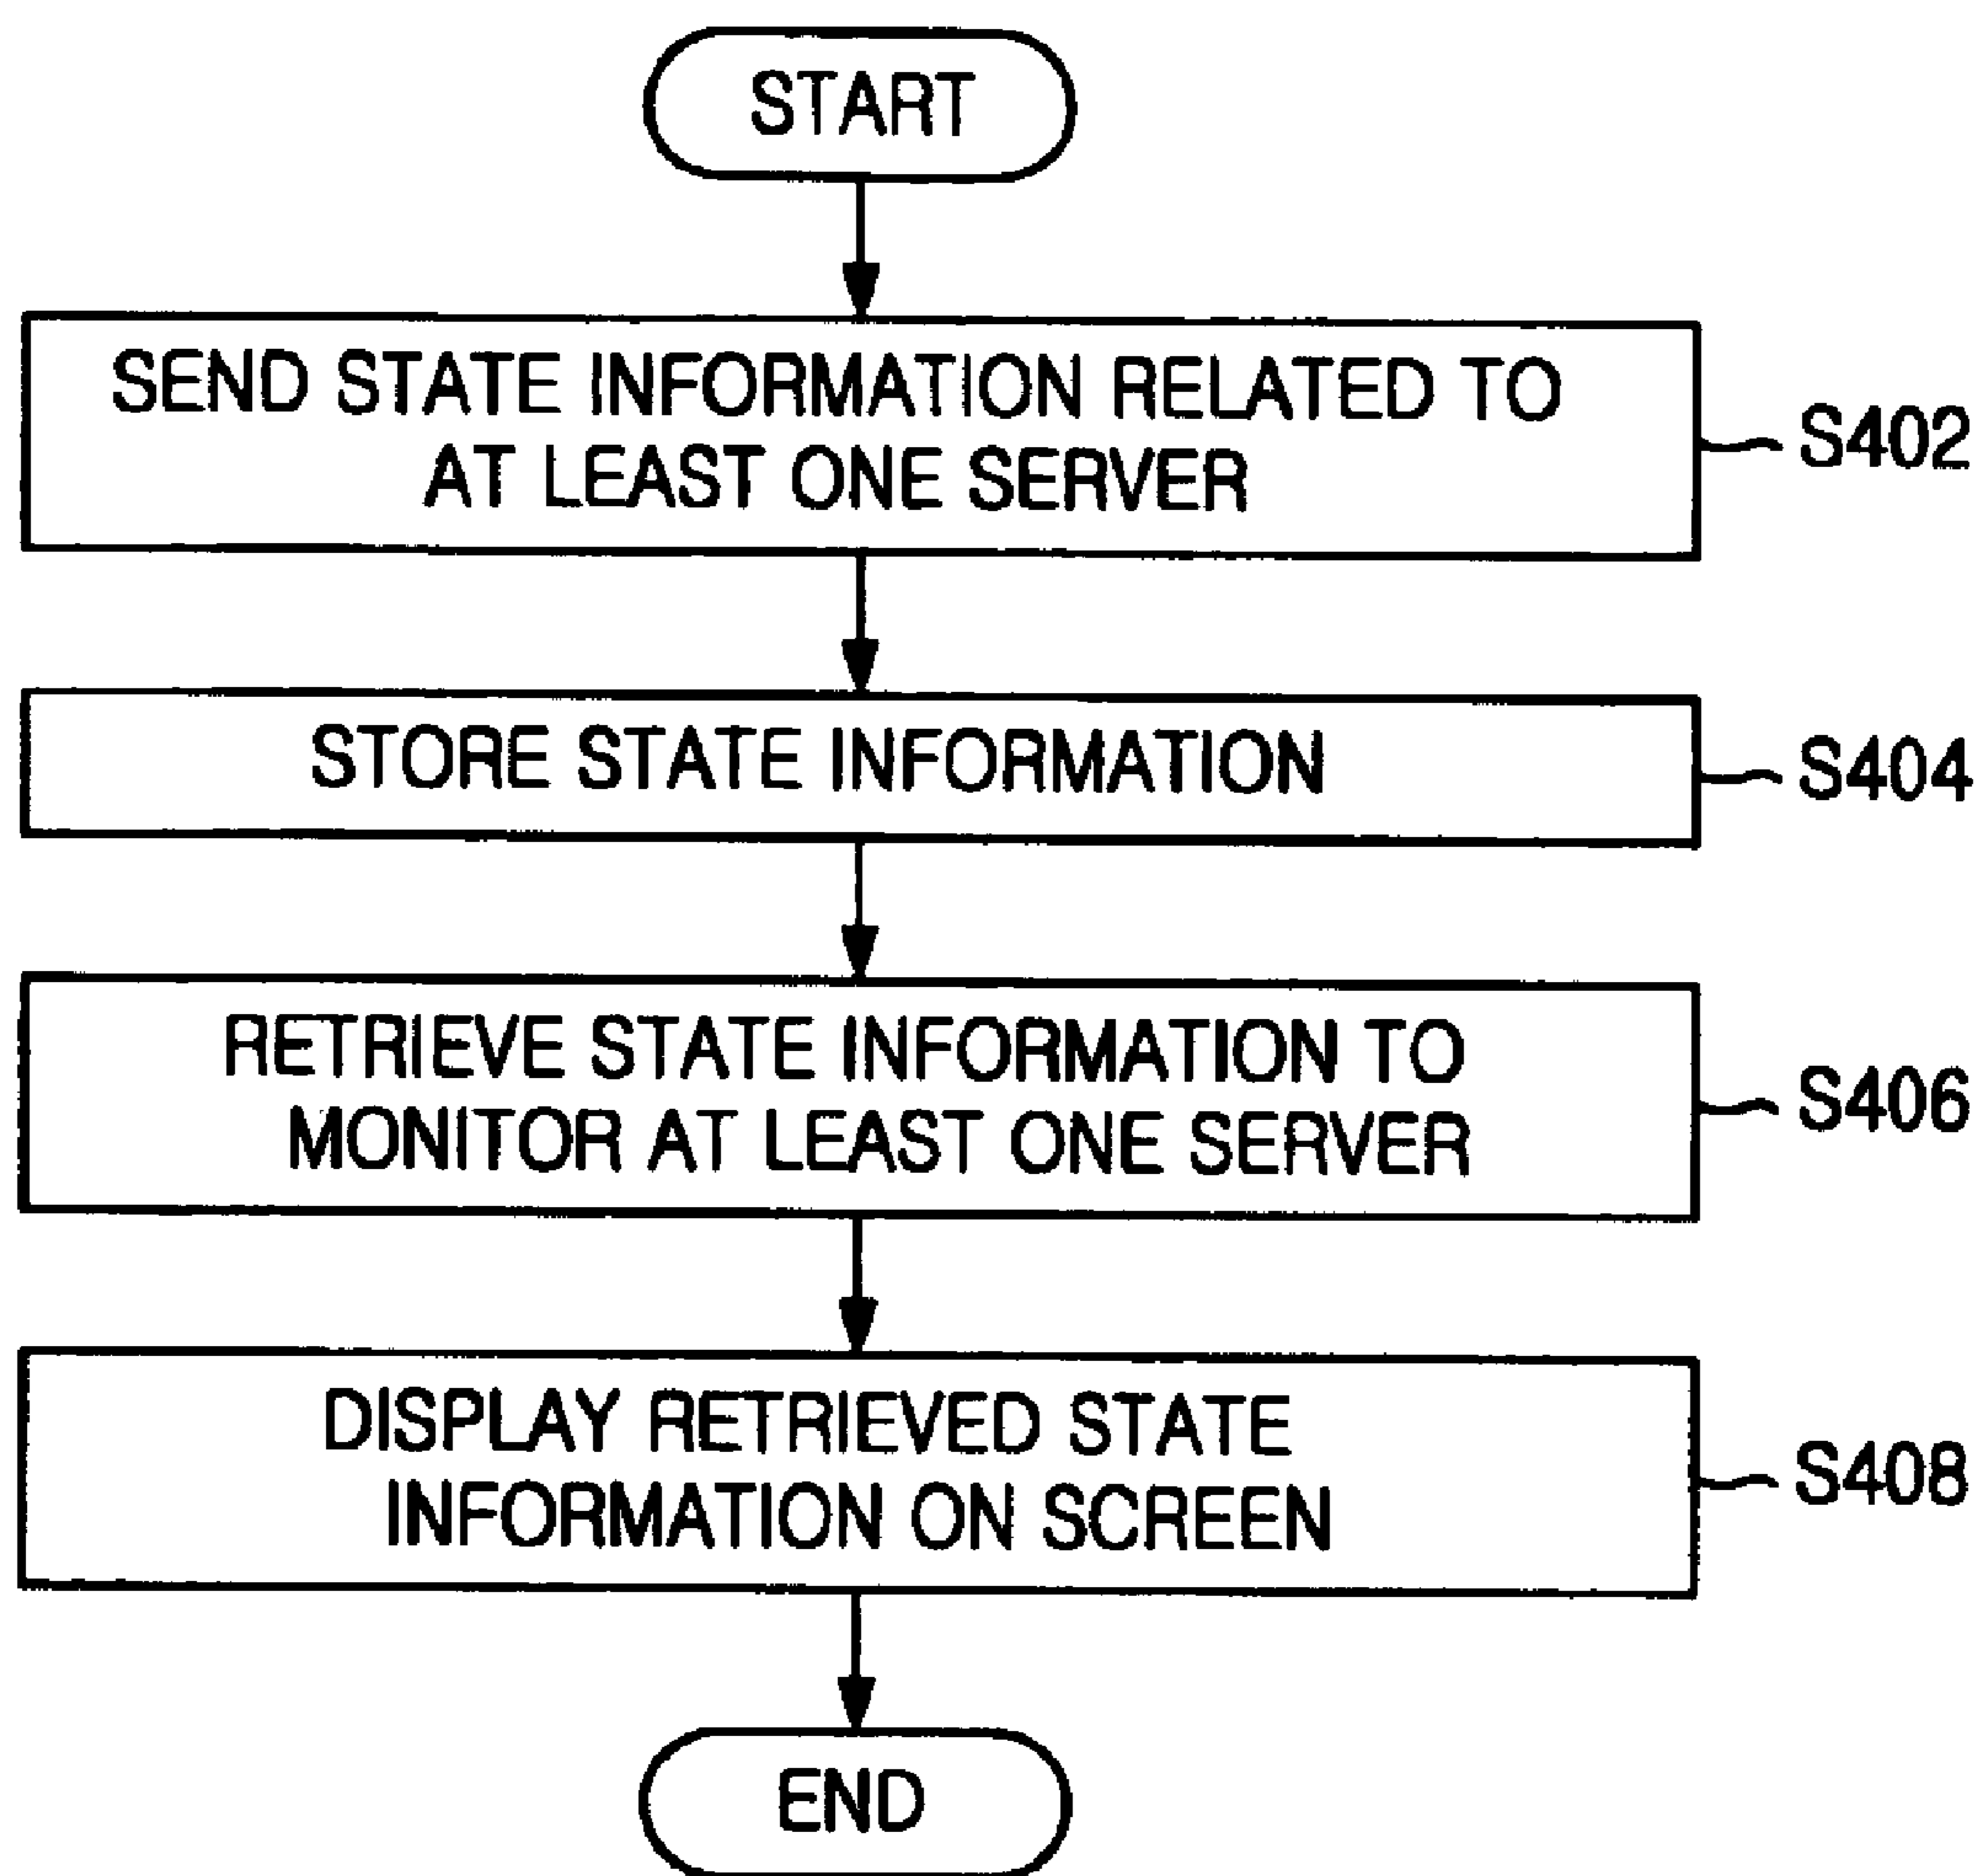 START
SEND STATE INFORMATION RELATED TO
AT LEAST ONE SERVER
S402
STORE STATE INFORMATION
S404
RETRIEVE STATE INFORMATION TO
MONITOR AT LEAST ONE SERVER
S406
DISPLAY RETRIEVED STATE
INFORMATION ON SCREEN
S408
END